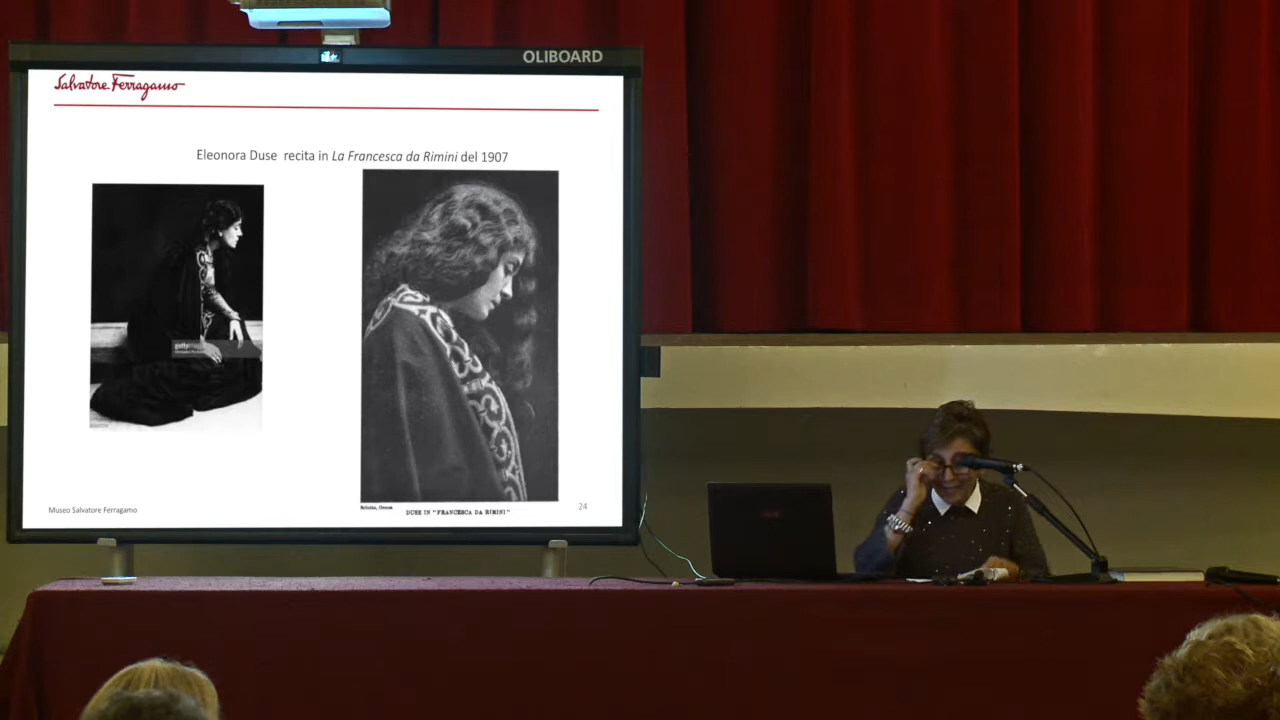 OLIBOARD
Salvatore Ferragamo
Eleonora Duse recita in La Francesca da Rimini del 1907
gettyimages
DUSE IN "FRANCESCA DA RIMINI"
Museo Salvatore Ferragamo
24